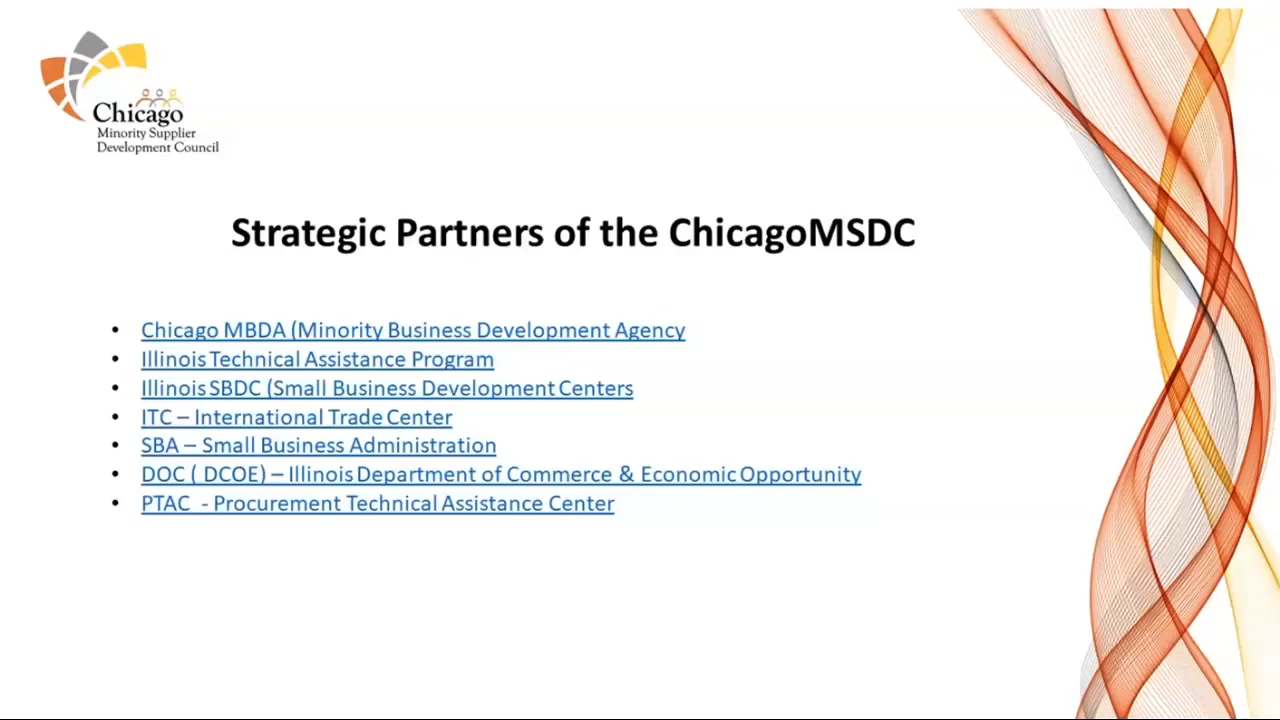 Chicago
Minority Supplier
Development Council
Strategic Partners of the ChicagoMSDC
• Chicago MBDA (Minority Business Development Agency
• Illinois Technical Assistance Program
• Illinois SBDC (Small Business Development Centers
• ITC – International Trade Center
• SBA – Small Business Administration
• DOC ( DCOE) – Illinois Department of Commerce & Economic Opportunity
• PTAC - Procurement Technical Assistance Center